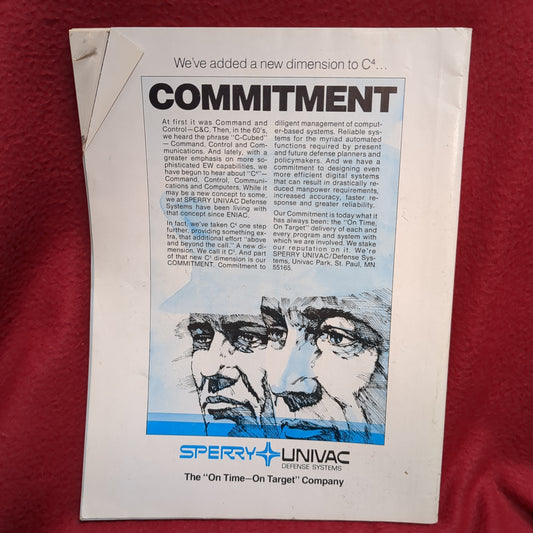 We've added a new dimension to C⁴...
COMMITMENT
At first it was Command and
Control—C&C. Then, in the 60's,
we heard the phrase "C-Cubed"
— Command, Control and Com-
munications. And lately, with a
greater emphasis on more so-
phisticated EW capabilities, we
have begun to hear about "C⁴"—
Command, Control, Communi-
cations and Computers. While it
may be a new concept to some,
we at SPERRY UNIVAC Defense
Systems have been living with
that concept since ENIAC.
In fact, we've taken C⁴ one step
further, providing something ex-
tra, that additional effort "above
and beyond the call." A new di-
mension. We call it C⁵. And part
of that new C⁵ dimension is our
COMMITMENT. Commitment to
diligent management of comput-
er-based systems. Reliable sys-
tems for the myriad automated
functions required by present
and future defense planners and
policymakers. And we have a
commitment to designing even
more efficient digital systems
that can result in drastically re-
duced manpower requirements,
increased accuracy, faster re-
sponse and greater reliability.
Our Commitment is today what it
has always been: the "On Time,
On Target" delivery of each and
every program and system with
which we are involved. We stake
our reputation on it. We're
SPERRY UNIVAC/Defense Sys-
tems, Univac Park, St. Paul, MN
55165.
SPERRY UNIVAC
DEFENSE SYSTEMS
The "On Time—On Target" Company